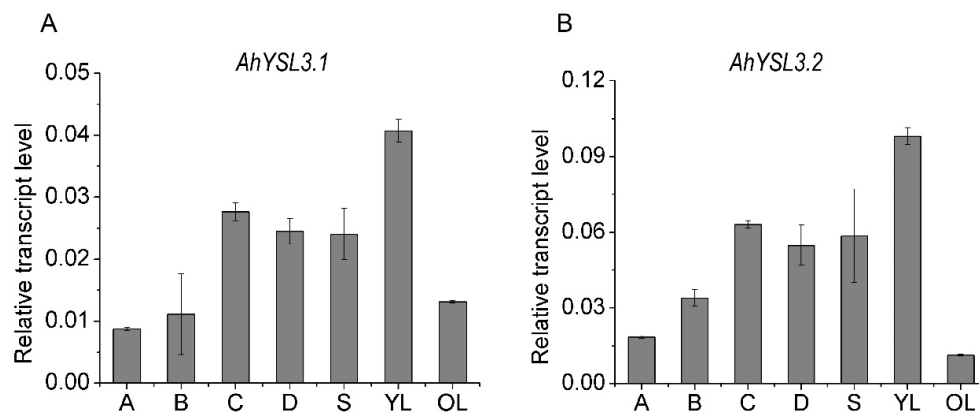 A
AhYSL3.1
Relative transcript level
0.05
0.04
0.03
0.02
0.01
0.00
A B C D S YL OL
B
AhYSL3.2
Relative transcript level
0.12
0.09
0.06
0.03
0.00
A B C D S YL OL